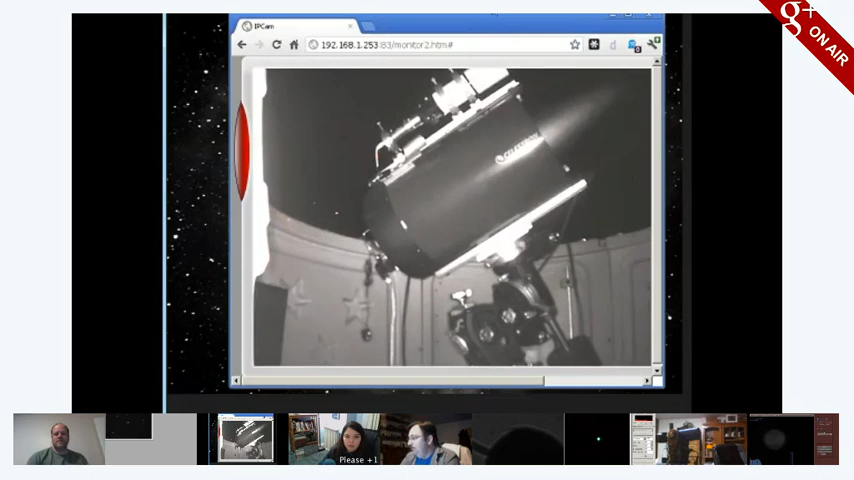 IPCam
192.168.1.253:83/monitor2.htm#
CELESTRON
g+
ON AIR
Please +1